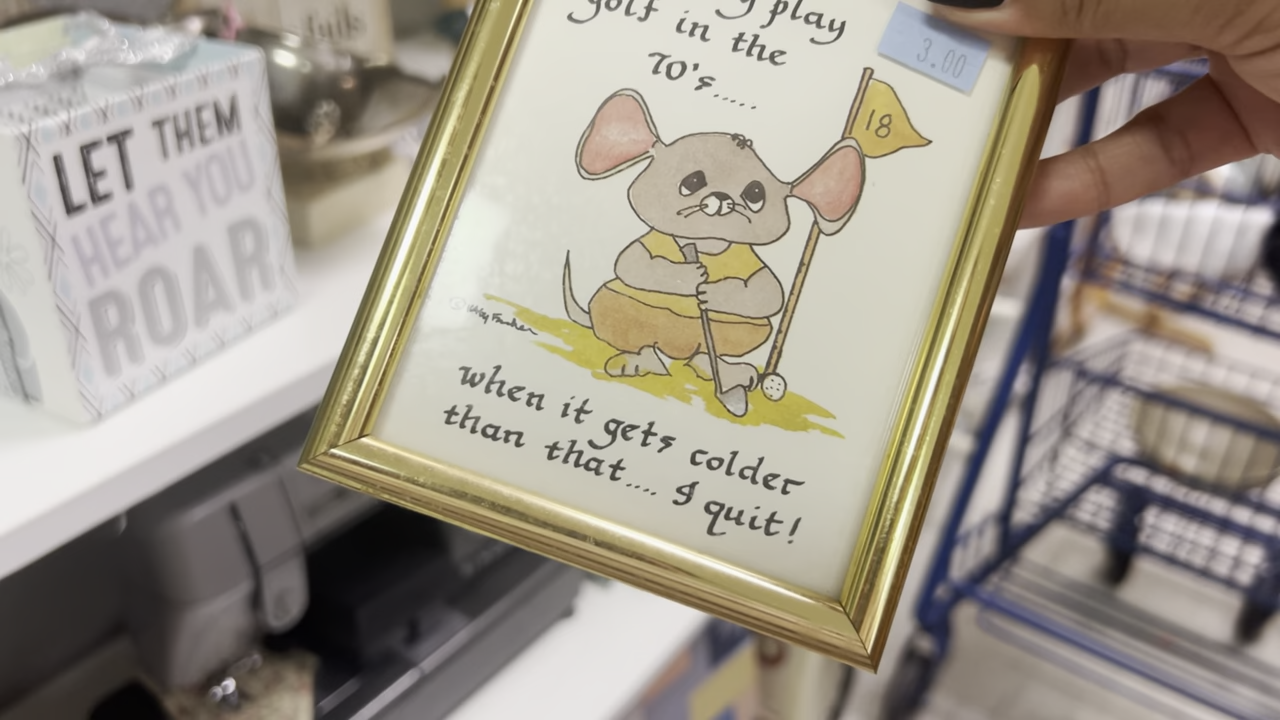 I play
golf in the
70's.....
3.00
18
when it gets colder
than that.... I quit!
LET THEM
HEAR YOU
ROAR